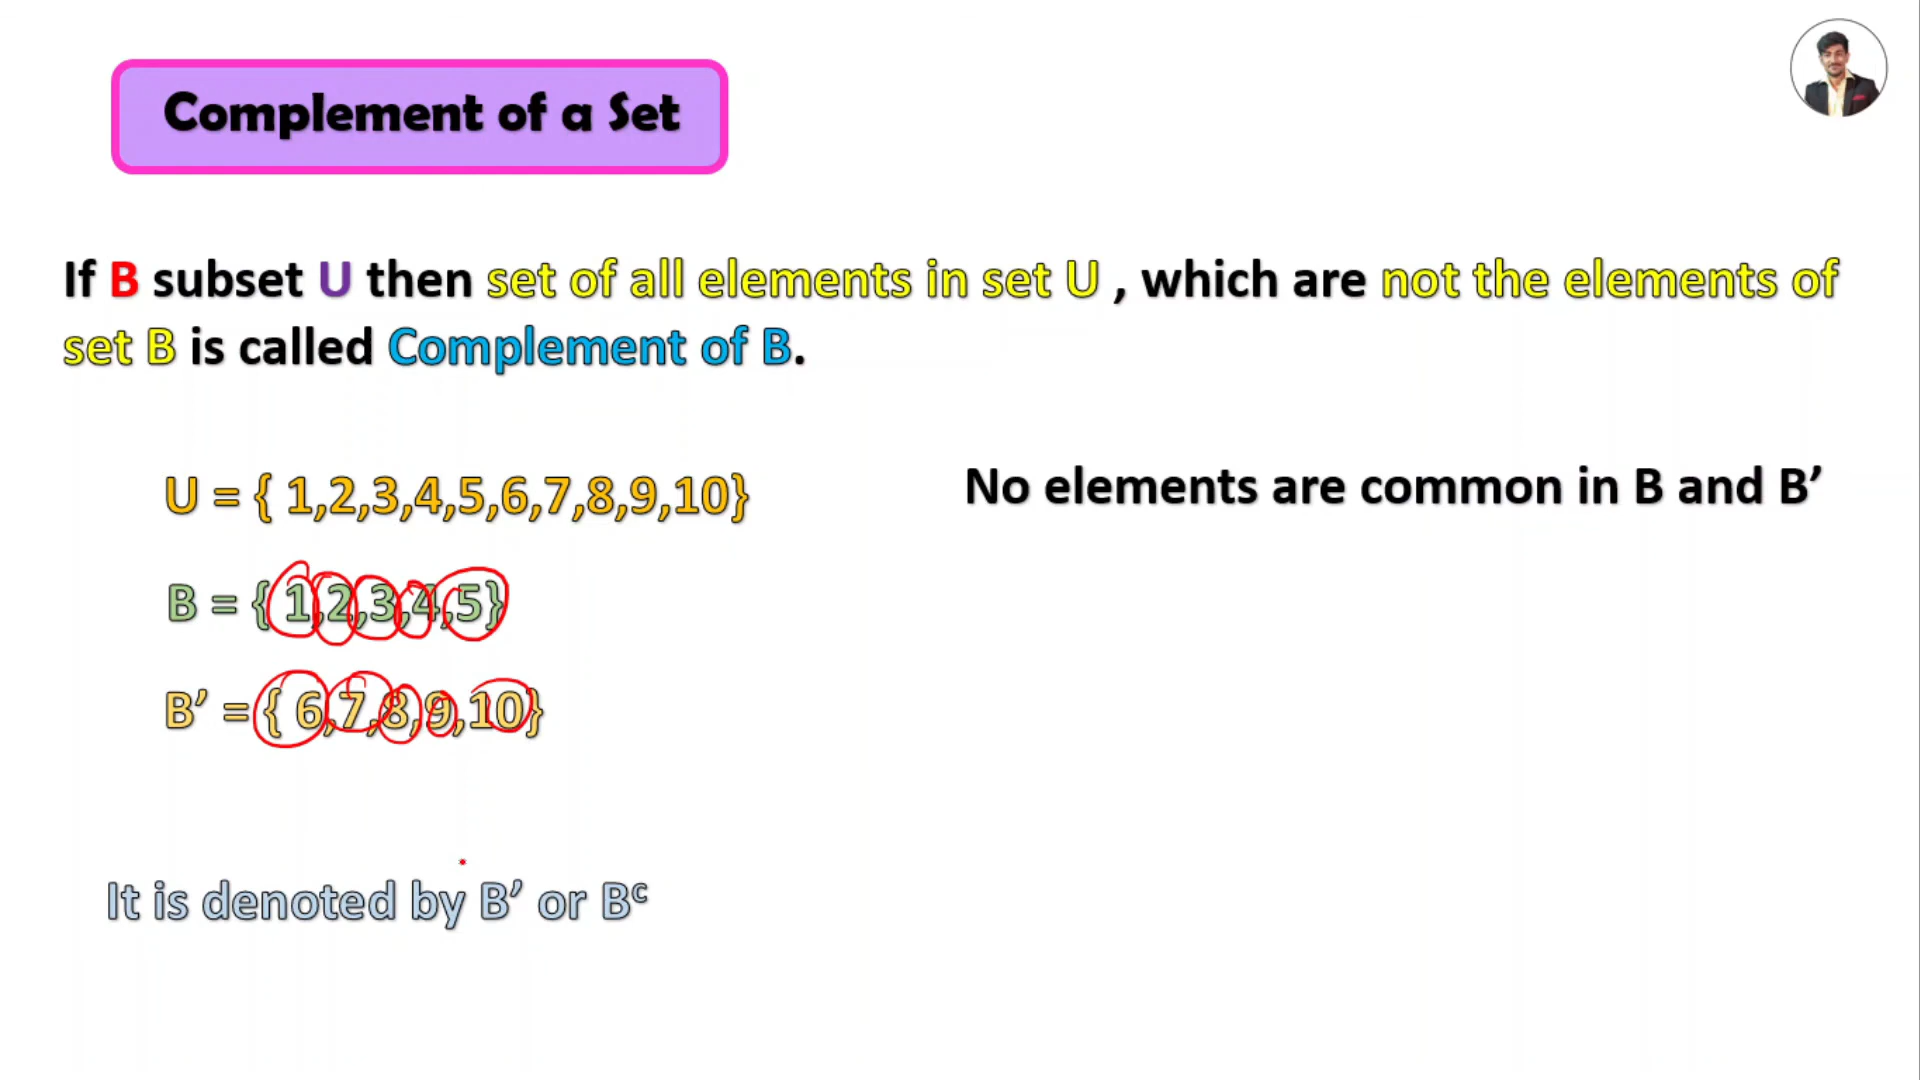 Complement of a Set
If B subset U then set of all elements in set U , which are not the elements of
set B is called Complement of B.
U = { 1,2,3,4,5,6,7,8,9,10}
No elements are common in B and B’
B = { 1,2,3,4,5}
B’ = { 6,7,8,9,10}
It is denoted by B’ or Bᶜ